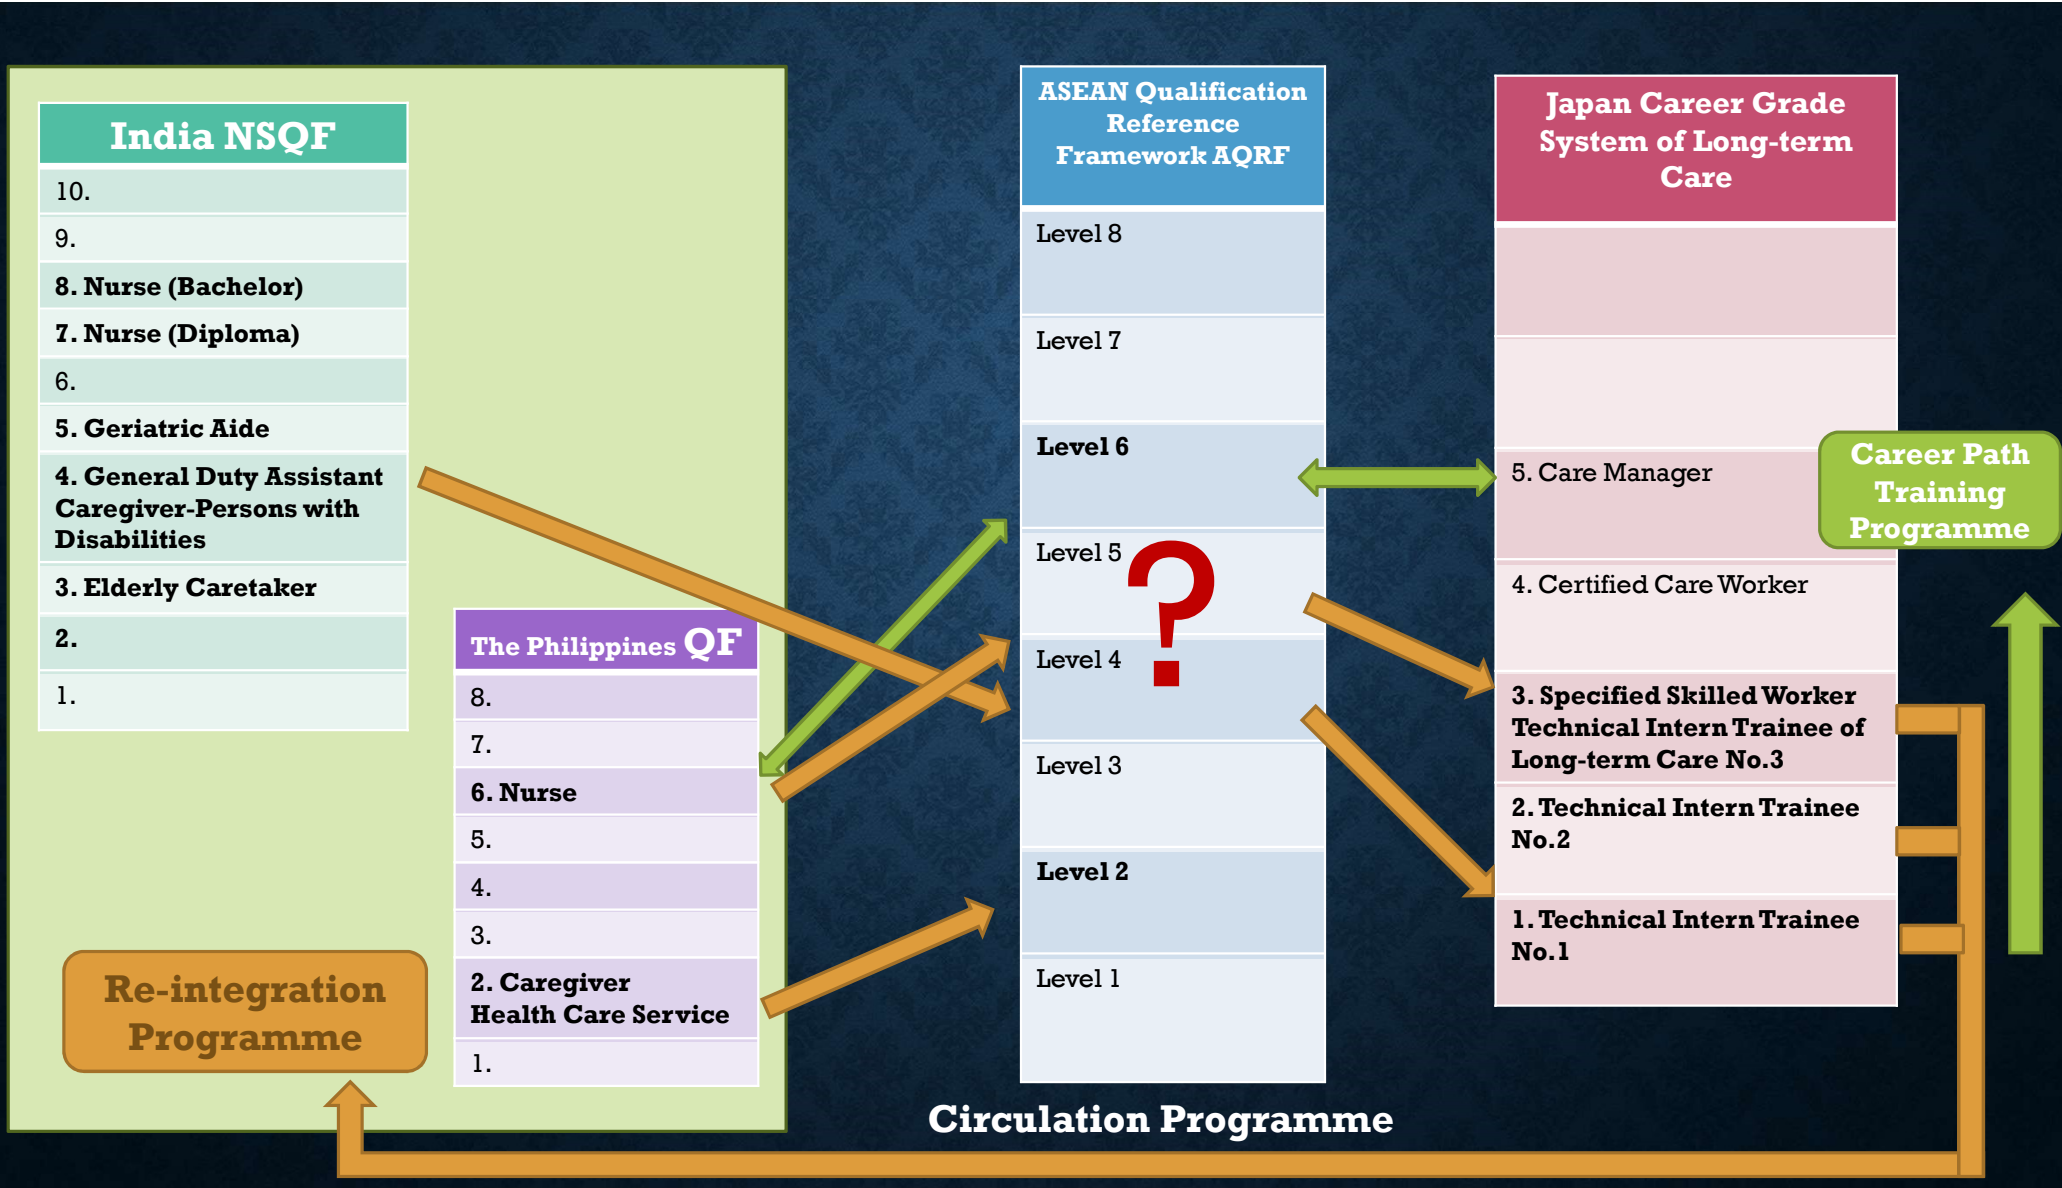 India NSQF
10.
9.
8. Nurse (Bachelor)
7. Nurse (Diploma)
6.
5. Geriatric Aide
4. General Duty Assistant
Caregiver-Persons with
Disabilities
3. Elderly Caretaker
2.
1.
The Philippines QF
8.
7.
6. Nurse
5.
4.
3.
2. Caregiver
Health Care Service
1.
Re-integration
Programme
ASEAN Qualification
Reference
Framework AQRF
Level 8
Level 7
Level 6
Level 5
Level 4
Level 3
Level 2
Level 1
?
Japan Career Grade
System of Long-term
Care
5. Care Manager
4. Certified Care Worker
3. Specified Skilled Worker
Technical Intern Trainee of
Long-term Care No.3
2. Technical Intern Trainee
No.2
1. Technical Intern Trainee
No.1
Career Path
Training
Programme
Circulation Programme